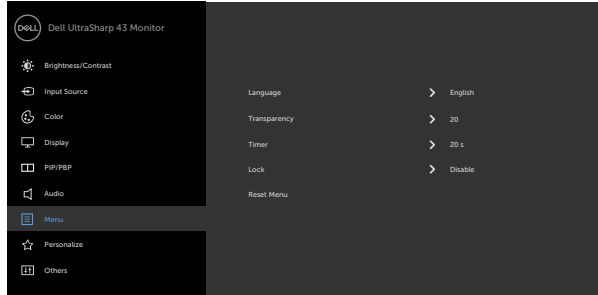 DELL
Dell UltraSharp 43 Monitor
Brightness/Contrast
Input Source
Color
Display
PIP/PBP
Audio
Menu
Personalize
Others
Language English
Transparency 20
Timer 20 s
Lock Disable
Reset Menu